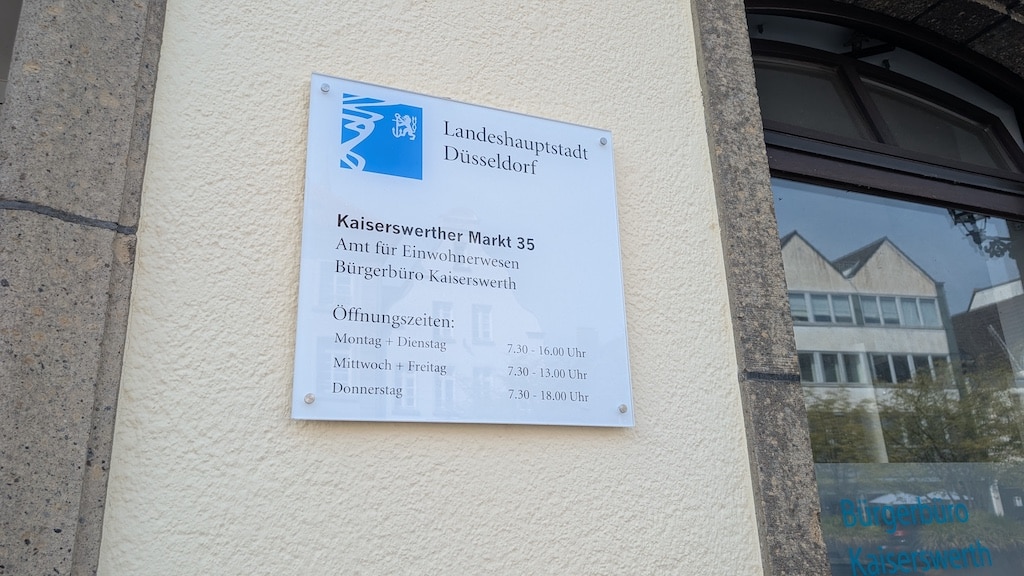 Landeshauptstadt
Düsseldorf
Kaiserswerther Markt 35
Amt für Einwohnerwesen
Bürgerbüro Kaiserswerth
Öffnungszeiten:
Montag + Dienstag 7.30 - 16.00 Uhr
Mittwoch + Freitag 7.30 - 13.00 Uhr
Donnerstag 7.30 - 18.00 Uhr
Bürgerbüro
Kaiserswerth